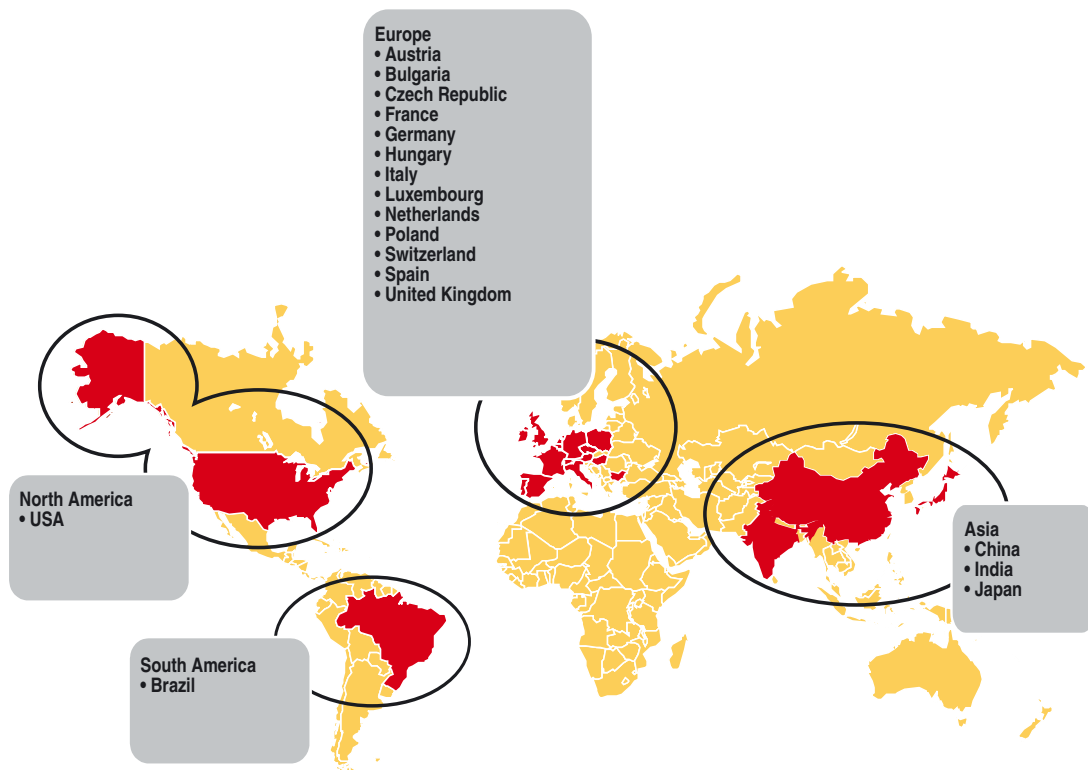 Europe
• Austria
• Bulgaria
• Czech Republic
• France
• Germany
• Hungary
• Italy
• Luxembourg
• Netherlands
• Poland
• Switzerland
• Spain
• United Kingdom
North America
• USA
Asia
• China
• India
• Japan
South America
• Brazil